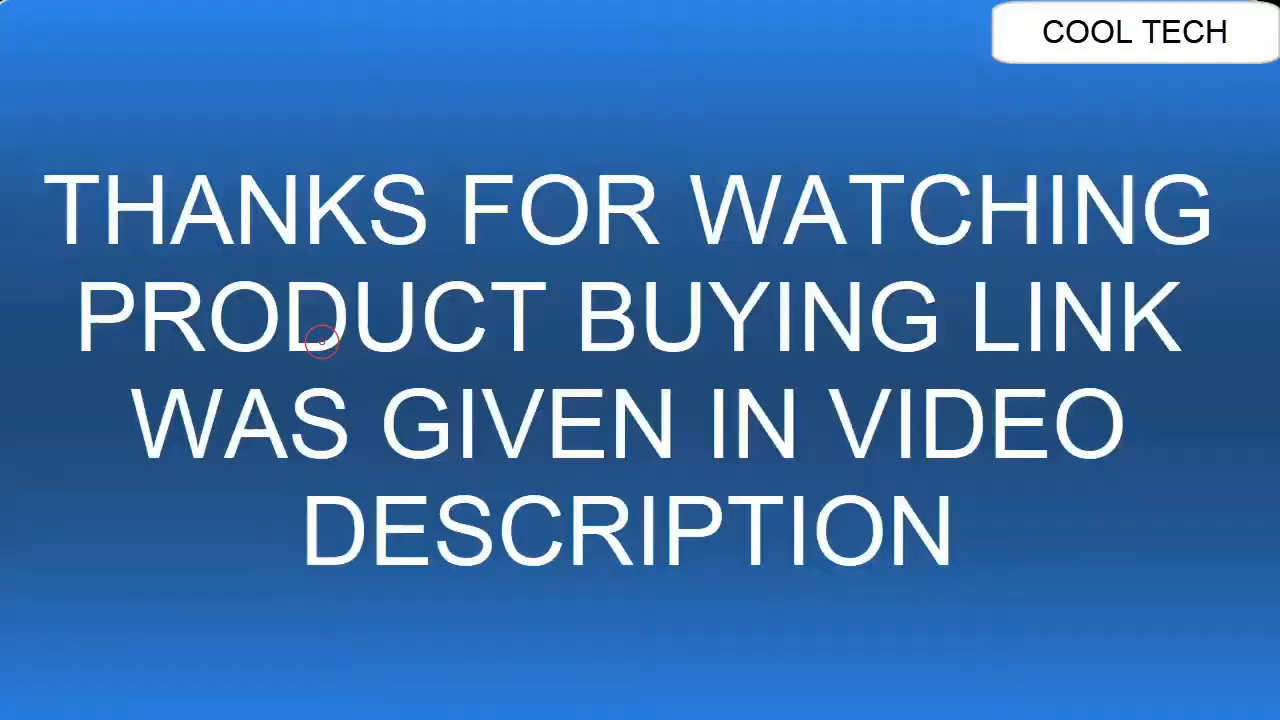 COOL TECH
THANKS FOR WATCHING
PRODUCT BUYING LINK
WAS GIVEN IN VIDEO
DESCRIPTION